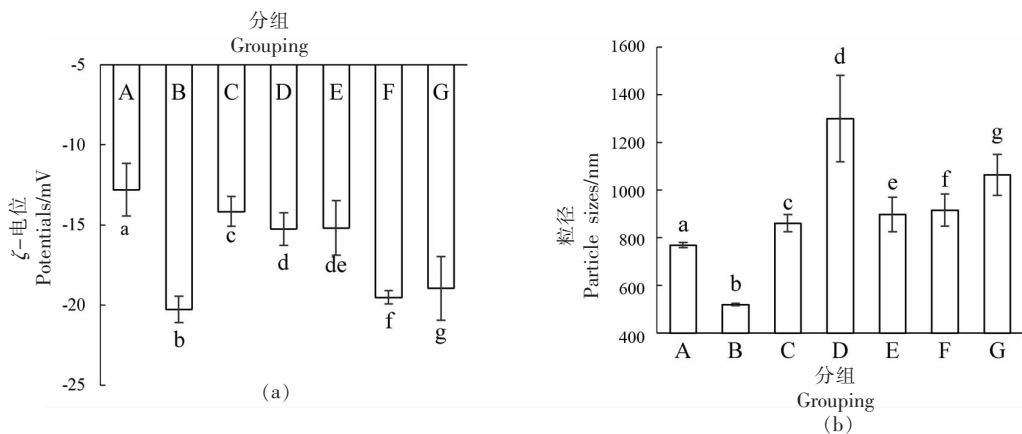 分组
Grouping
-5
A B C D E F G
-10
-15
-20
-25
ζ-电位
Potentials/mV
a b c d de f g
(a)
1600
1400
1200
1000
800
600
400
粒径
Particle sizes/nm
a b c d e f g
A B C D E F G
分组
Grouping
(b)